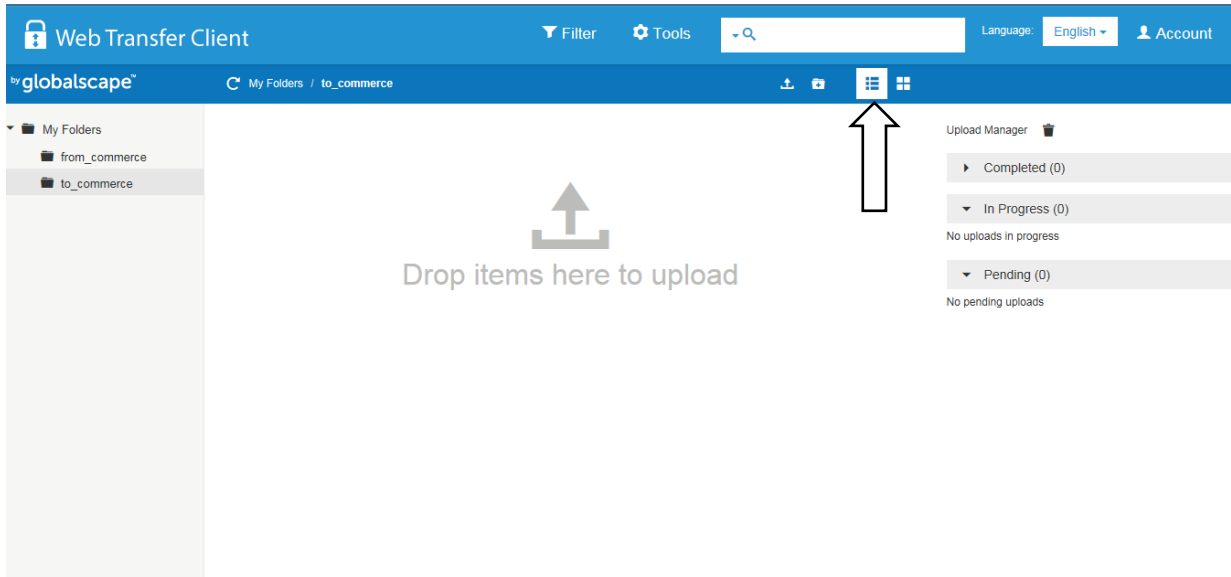 Web Transfer Client
Filter
Tools
Language:
English
Account
by globalscape
My Folders / to_commerce
My Folders
from_commerce
to_commerce
Drop items here to upload
Upload Manager
Completed (0)
In Progress (0)
No uploads in progress
Pending (0)
No pending uploads